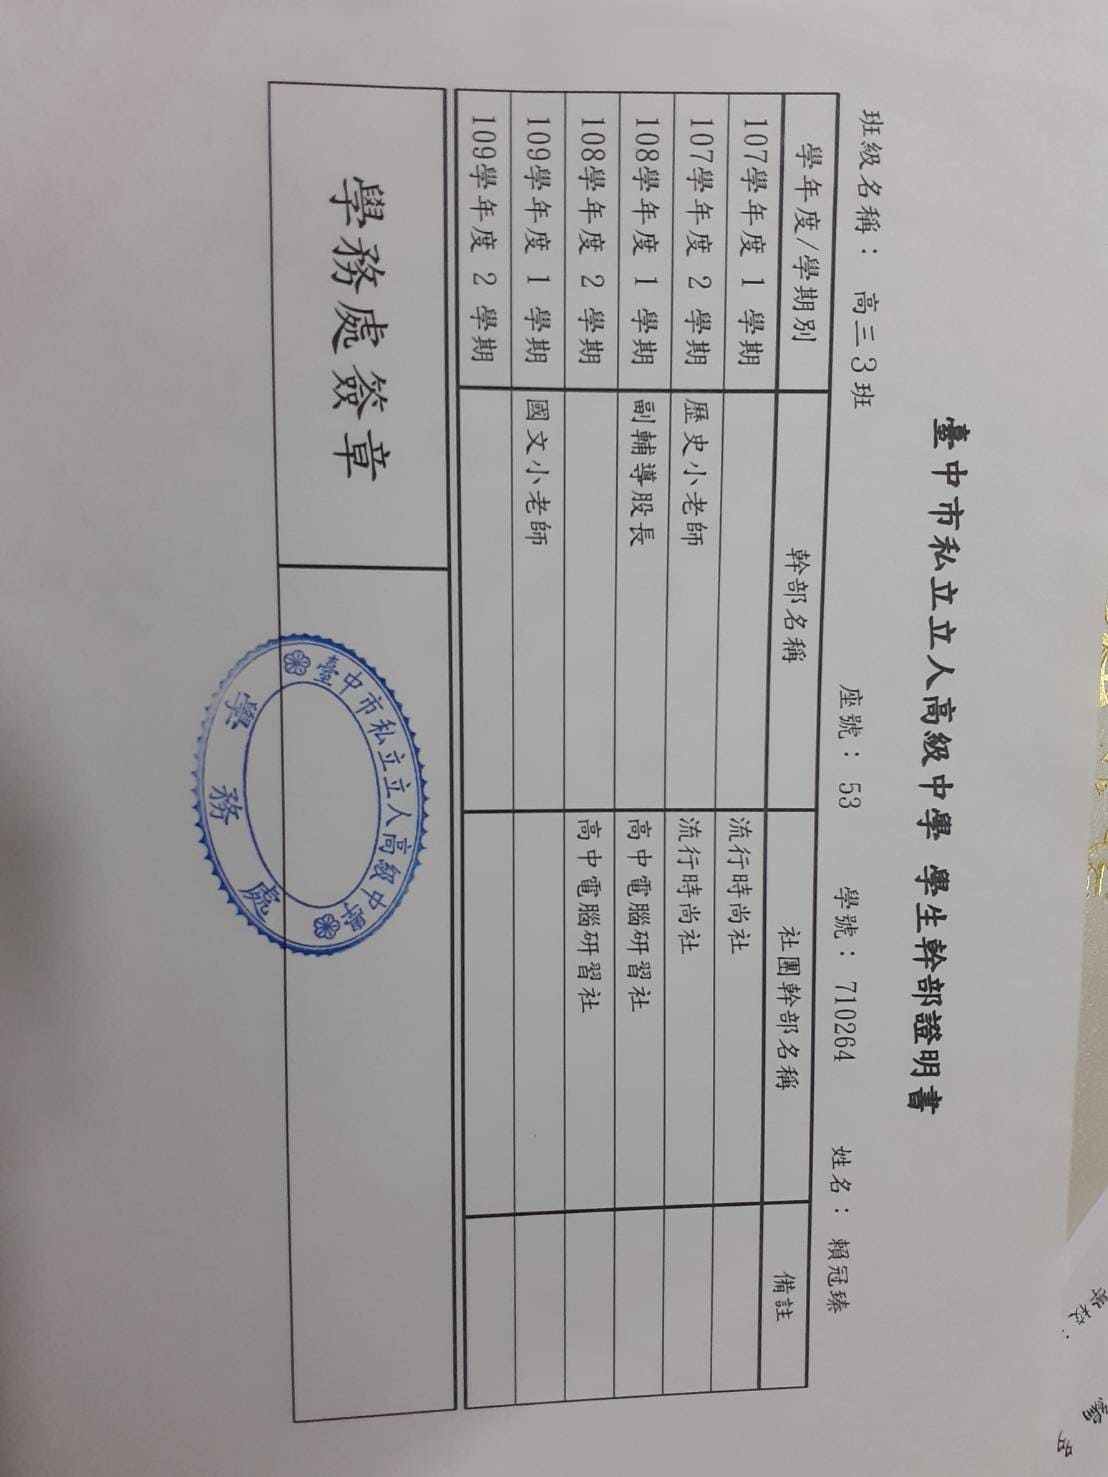 學校：
編
多
臺中市私立立人高級中學 學生幹部證明書
班級名稱： 高三3班 座號： 53 學號： 710264 姓名： 賴冠臻
學年度/學期別 幹部名稱 社團幹部名稱 備註
107學年度 1 學期 流行時尚社
107學年度 2 學期 歷史小老師 流行時尚社
108學年度 1 學期 副輔導股長 高中電腦研習社
108學年度 2 學期 高中電腦研習社
109學年度 1 學期 國文小老師
109學年度 2 學期
學務處簽章
臺中市私立立人高級中學
學務處